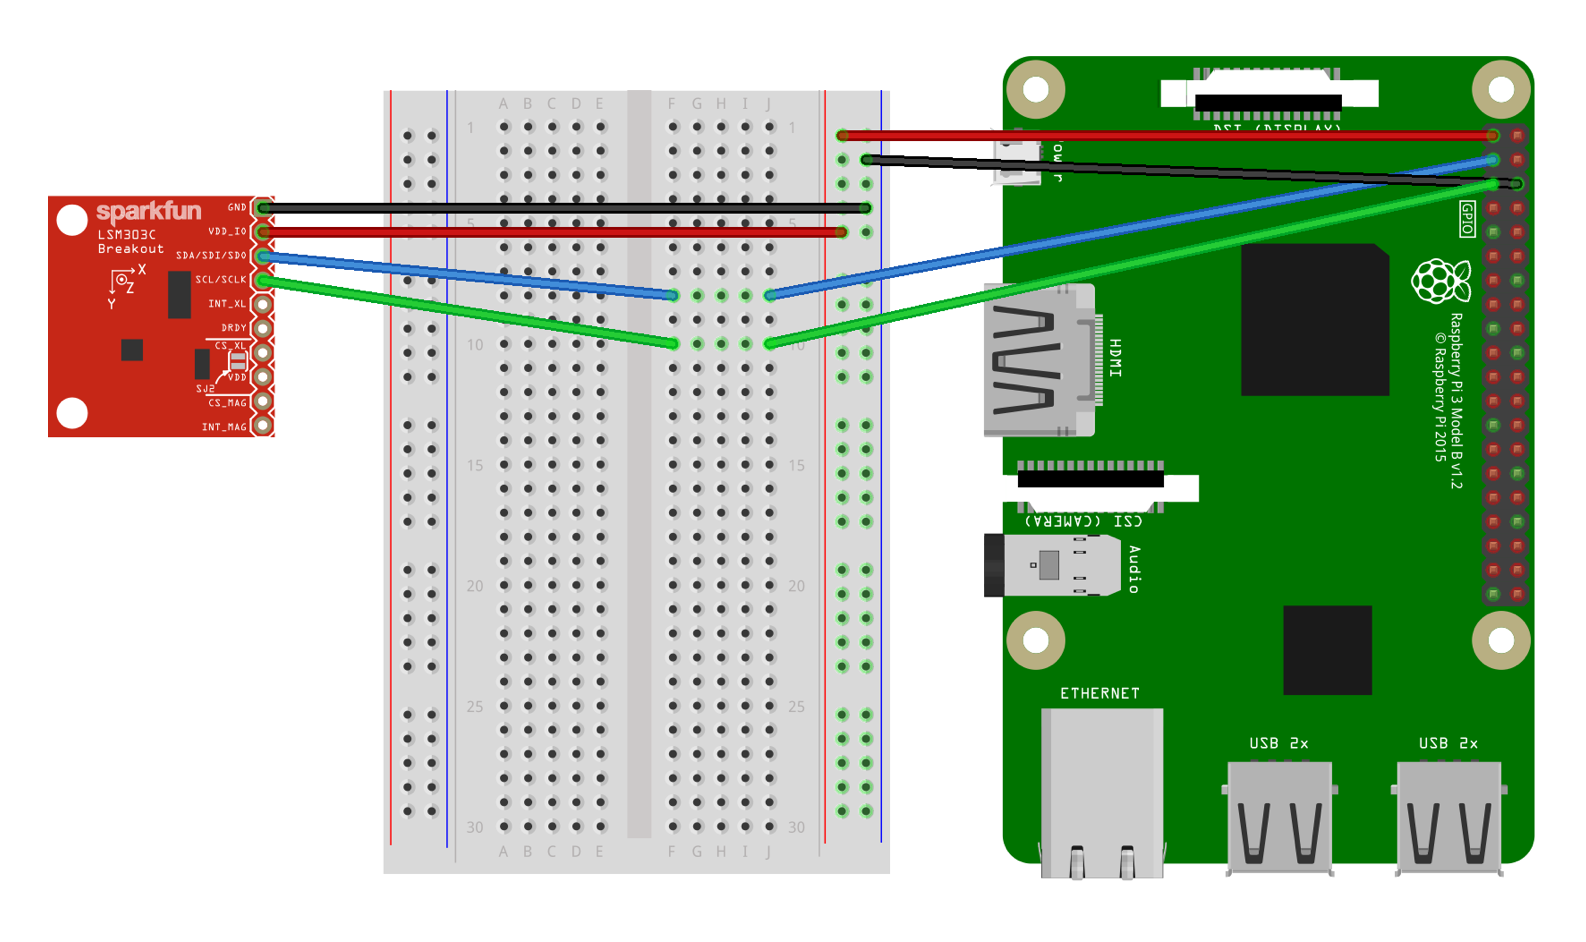 sparkfun
LSM303C
Breakout
X
Z
Y
GND
VDD_IO
SDA/SDI/SDO
SCL/SCLK
INT_XL
DRDY
CS_XL
VDD
SJ2
CS_MAG
INT_MAG
A B C D E F G H I J
1 1
5
10 10
15 15
20 20
25 25
30 30
A B C D E F G H I J
DSI (DISPLAY)
Power
GPIO
HDMI
Raspberry Pi 3 Model B v1.2
© Raspberry Pi 2015
CSI (CAMERA)
Audio
ETHERNET
USB 2x
USB 2x